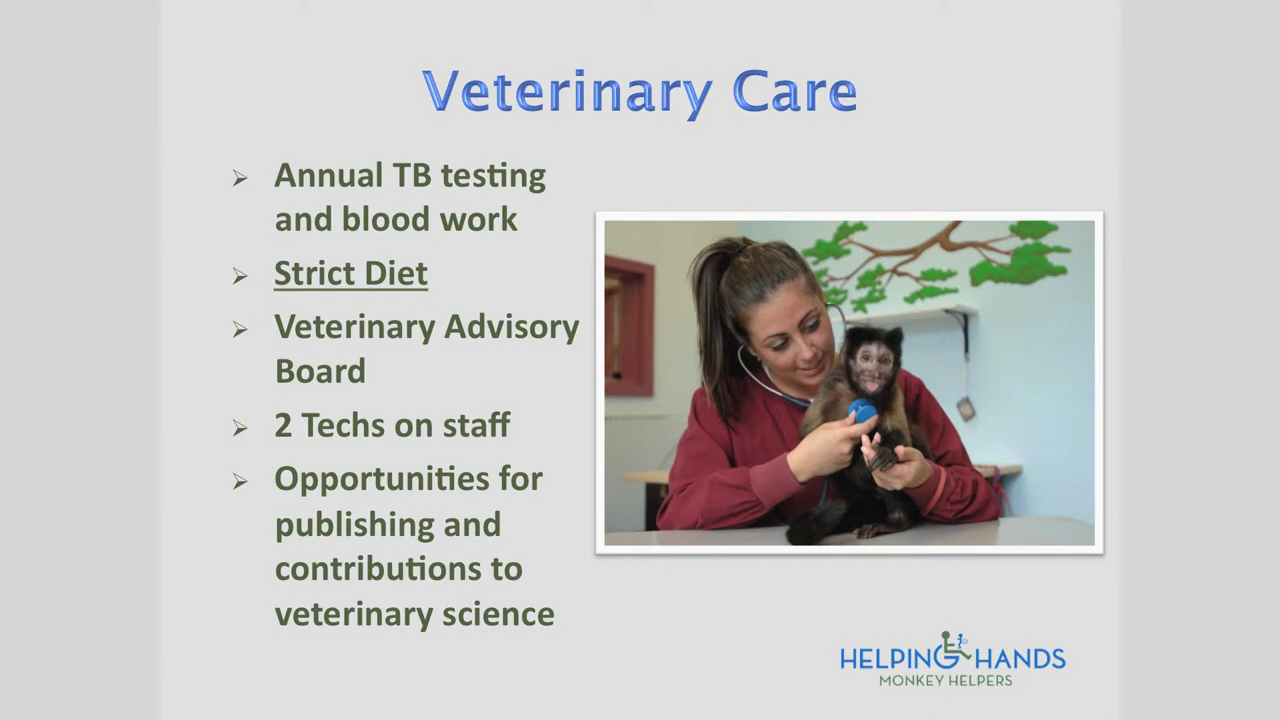 Veterinary Care
Annual TB testing
and blood work
Strict Diet
Veterinary Advisory
Board
2 Techs on staff
Opportunities for
publishing and
contributions to
veterinary science
HELPING HANDS
MONKEY HELPERS